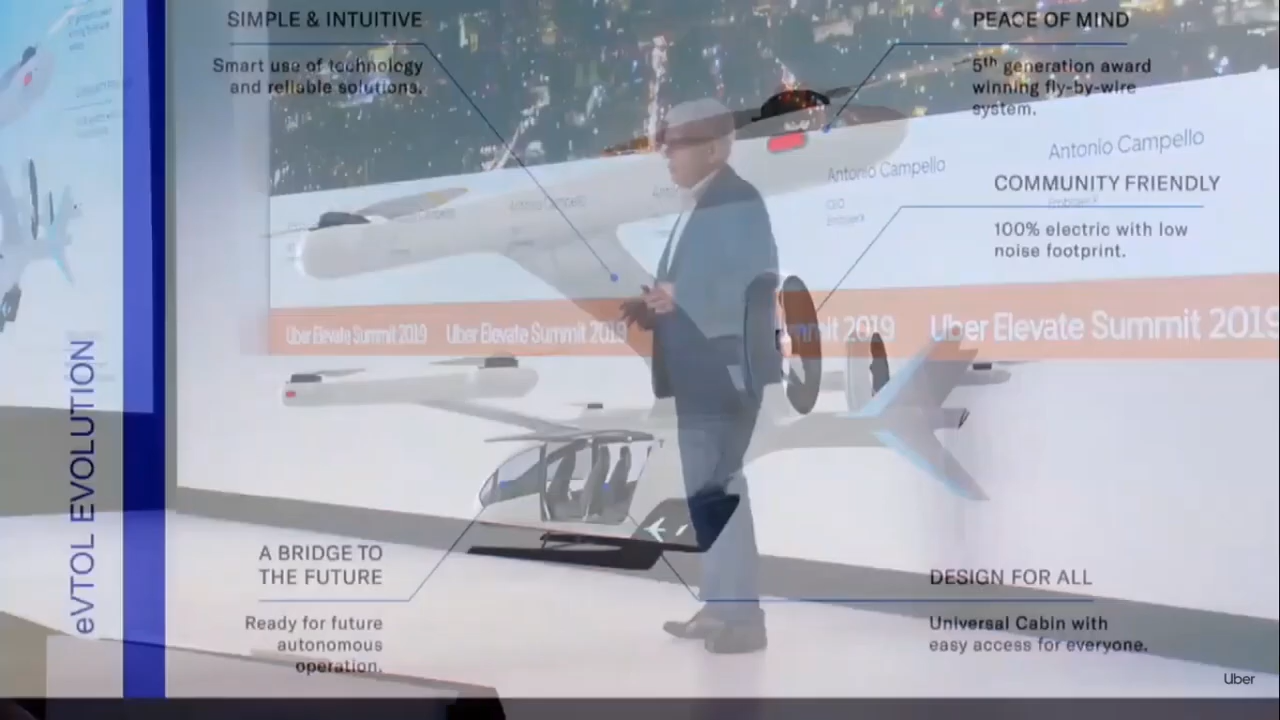 SIMPLE & INTUITIVE
Smart use of technology
and reliable solutions.
PEACE OF MIND
5th generation award
winning fly-by-wire
system.
Antonio Campello
CEO
Antonio Campello
EmbraerX
COMMUNITY FRIENDLY
100% electric with low
noise footprint.
Uber Elevate Summit 2019
Uber Elevate Summit 2019
mmit 2019
Uber Elevate Summit 2019
eVTOL EVOLUTION
A BRIDGE TO
THE FUTURE
Ready for future
autonomous
operation.
DESIGN FOR ALL
Universal Cabin with
easy access for everyone.
Uber